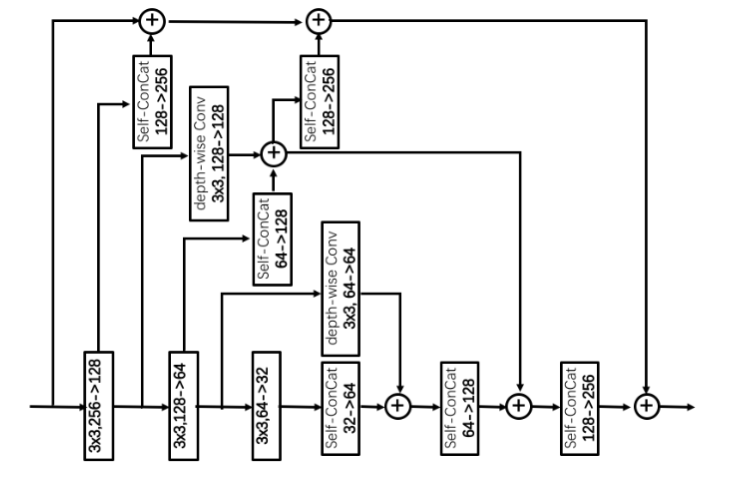 Self-ConCat
128->256
Self-ConCat
128->256
depth-wise Conv
3x3, 128->128
Self-ConCat
64->128
depth-wise Conv
3x3, 64->64
3x3,256->128
3x3,128->64
3x3,64->32
Self-ConCat
32->64
Self-ConCat
64->128
Self-ConCat
128->256